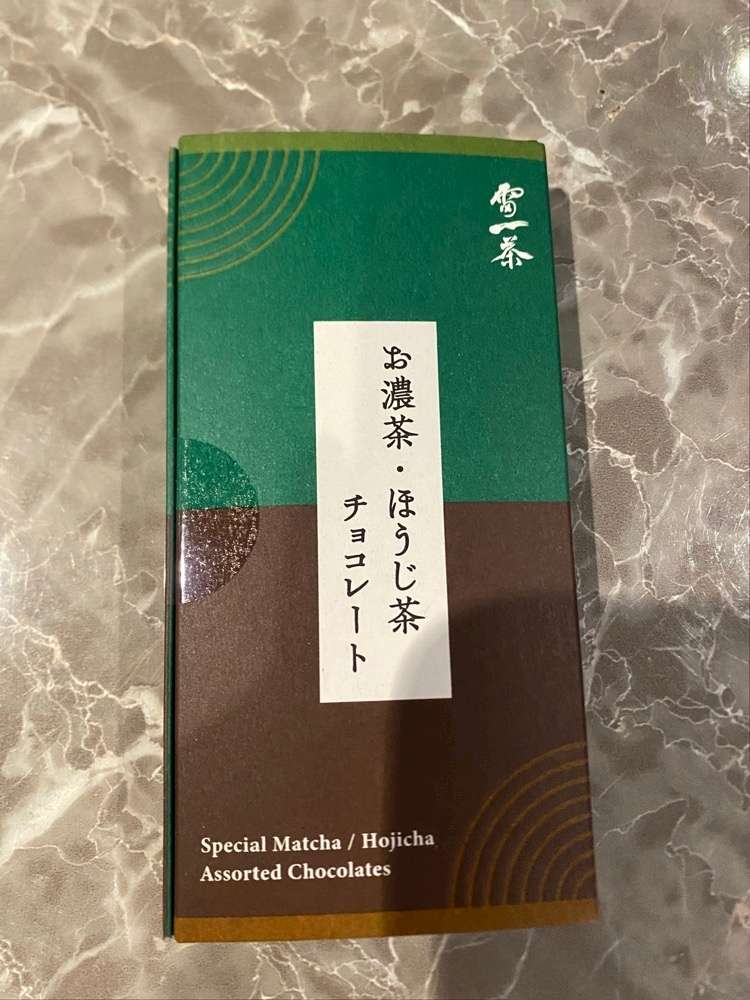 雪一茶
お濃茶・ほうじ茶
チョコレート
Special Matcha / Hojicha
Assorted Chocolates